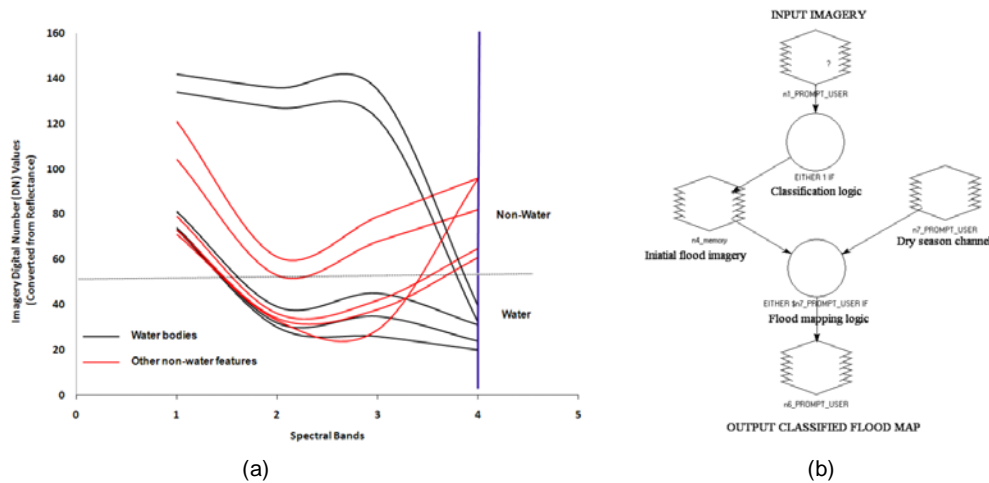 160
140
120
100
80
60
40
20
0
Imagery Digital Number (DN) Values
(Converted from Reflectance)
Non-Water
Water
Water bodies
Other non-water features
0 1 2 3 4 5
Spectral Bands
(a)
INPUT IMAGERY
?
n1_PROMPT_USER
EITHER 1 IF
Classification logic
n4_memory
Iniatial flood imagery
n7_PROMPT_USER
Dry season channel
EITHER $n7_PROMPT_USER IF
Flood mapping logic
n6_PROMPT_USER
OUTPUT CLASSIFIED FLOOD MAP
(b)